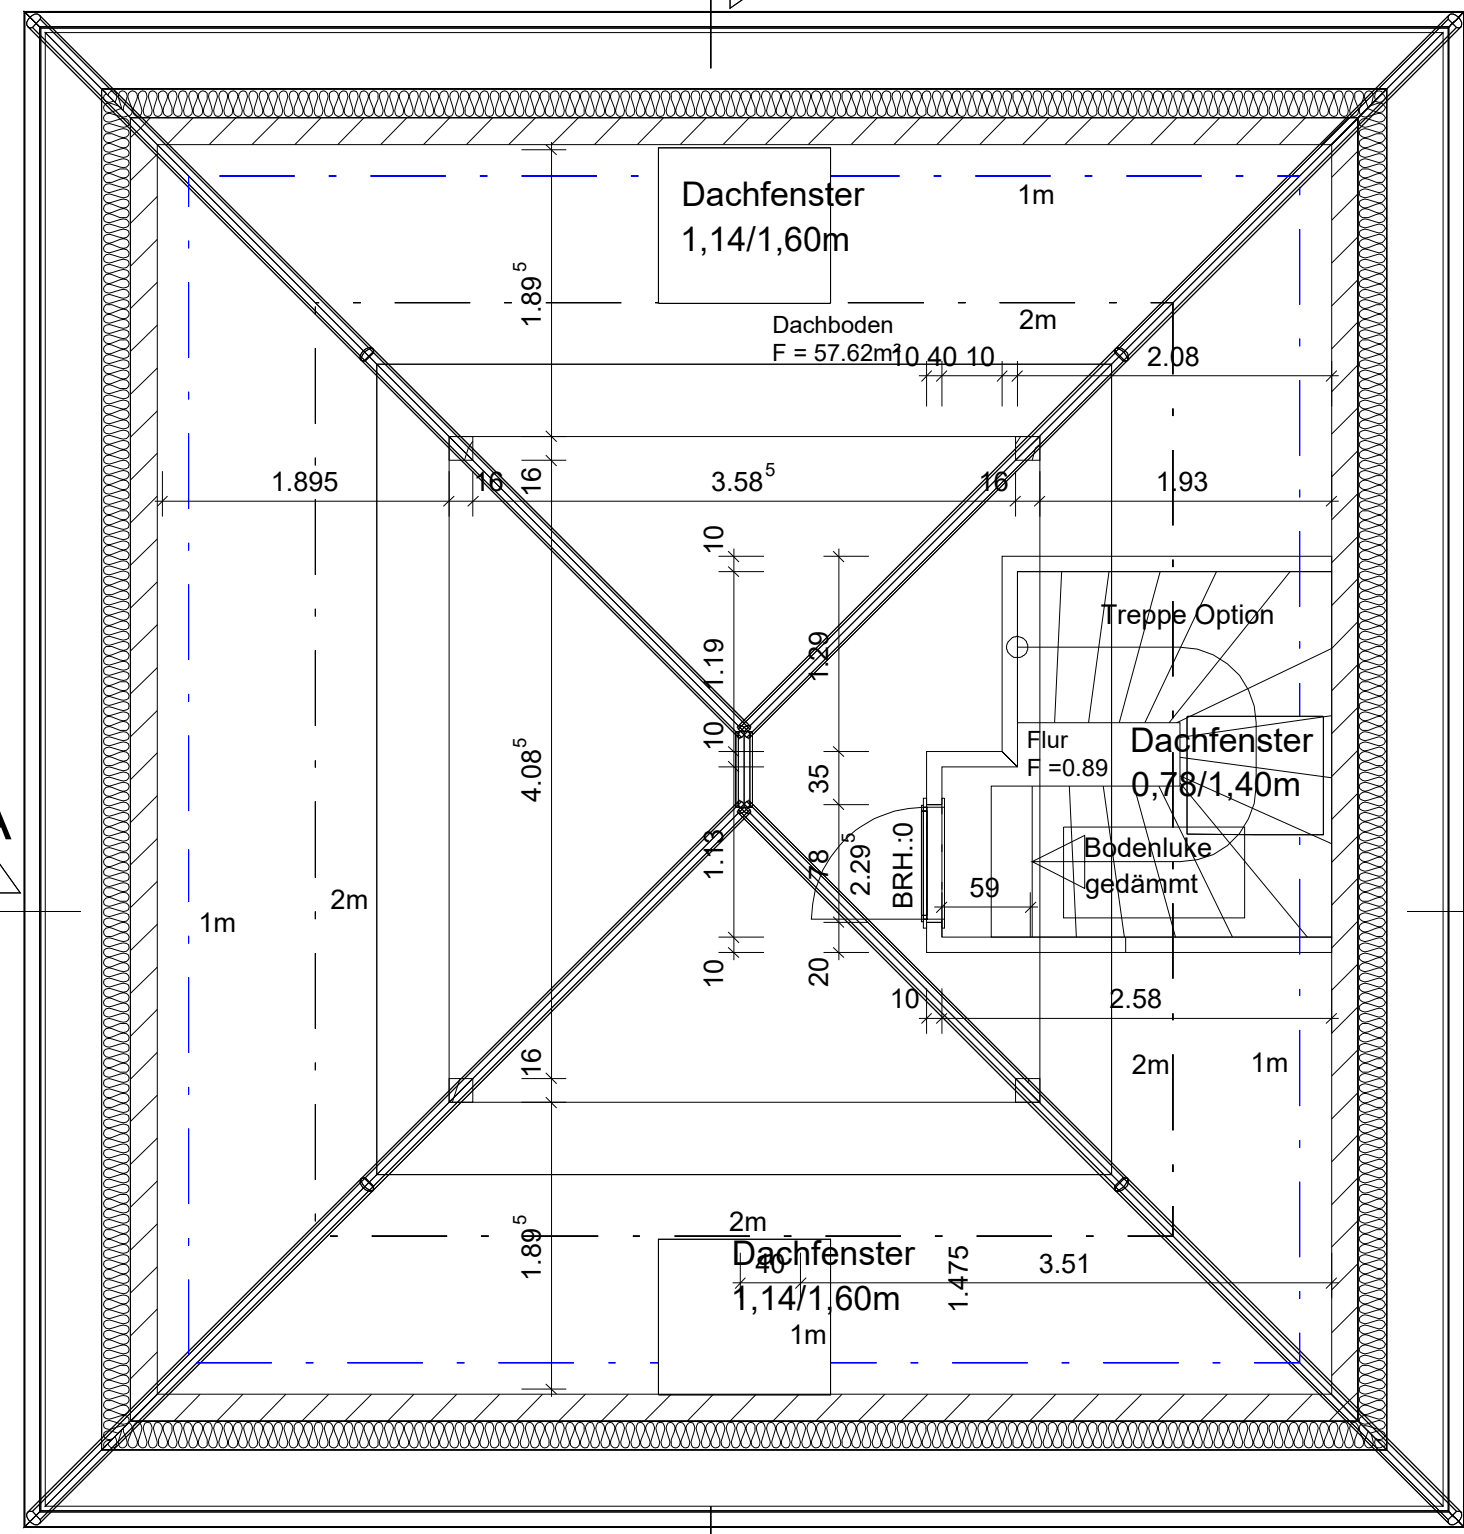 Dachfenster
1m
1,14/1,60m
1.89⁵
2m
Dachboden
F = 57.62m²
10 40 10
2.08
1.895
16
16
3.58⁵
16
1.93
10
Treppe Option
1.19
1.29
10
Flur
F =0.89
Dachfenster
0,78/1,40m
4.08⁵
35
A
1.13
78
2.29⁵
BRH.:0
Bodenluke
gedämmt
59
2m
1m
10
20
10
2.58
16
2m
1m
2m
1.89⁵
Dachfenster
40
1.475
3.51
1,14/1,60m
1m